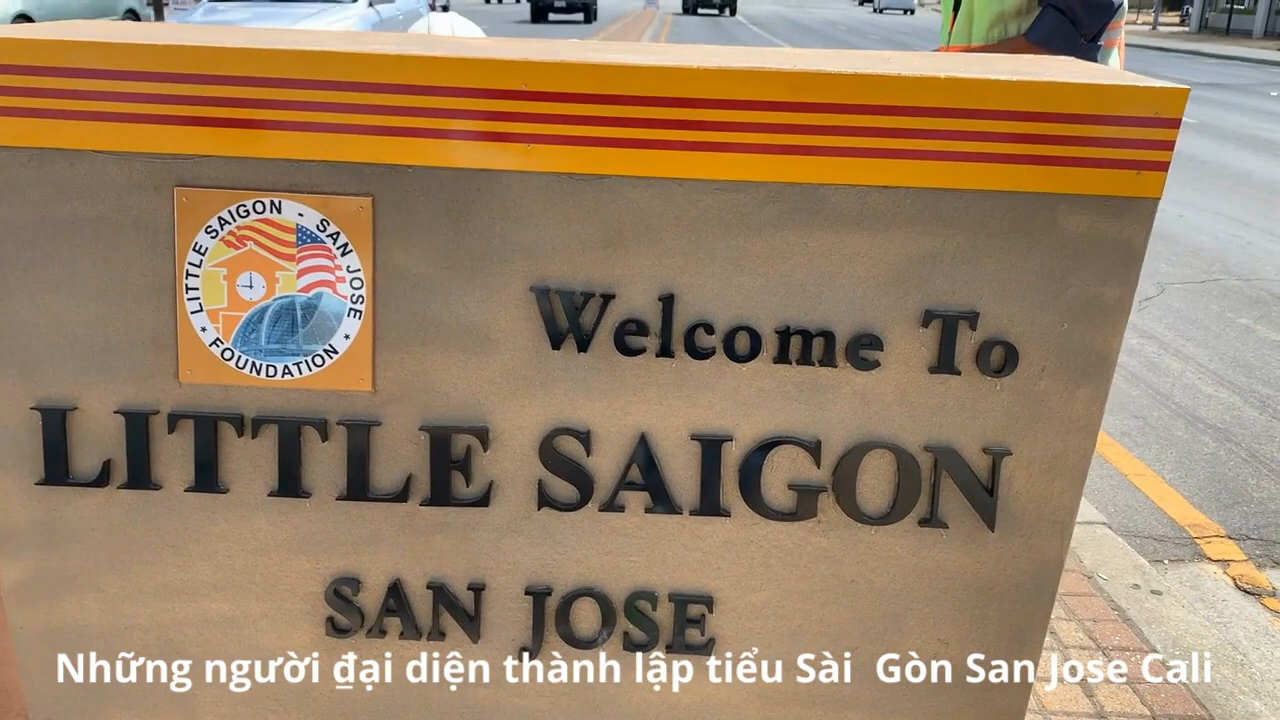 LITTLE SAIGON - SAN JOSE
★ FOUNDATION ★
Welcome To
LITTLE SAIGON
SAN JOSE
Những người đại diện thành lập tiểu Sài  Gòn San Jose Cali